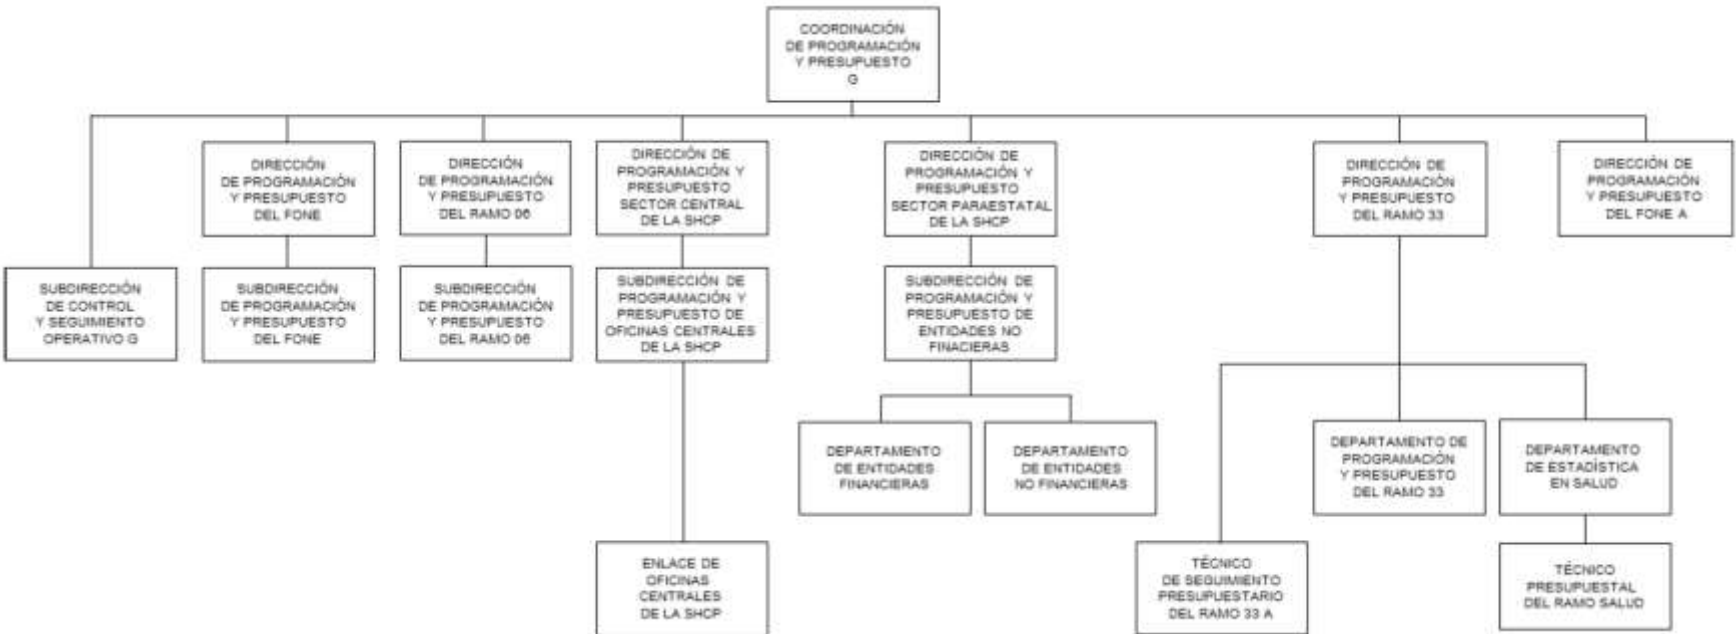 COORDINACIÓN
DE PROGRAMACIÓN
Y PRESUPUESTO
G
DIRECCIÓN
DE PROGRAMACIÓN
Y PRESUPUESTO
DEL FONE
DIRECCIÓN
DE PROGRAMACIÓN
Y PRESUPUESTO
DEL RAMO 06
DIRECCIÓN DE
PROGRAMACIÓN Y
PRESUPUESTO
SECTOR CENTRAL
DE LA SHCP
DIRECCIÓN DE
PROGRAMACIÓN Y
PRESUPUESTO
SECTOR PARAESTATAL
DE LA SHCP
DIRECCIÓN DE
PROGRAMACIÓN
Y PRESUPUESTO
DEL RAMO 33
DIRECCIÓN DE
PROGRAMACIÓN
Y PRESUPUESTO
DEL FONE A
SUBDIRECCIÓN
DE CONTROL
Y SEGUIMIENTO
OPERATIVO G
SUBDIRECCIÓN
DE PROGRAMACIÓN
Y PRESUPUESTO
DEL FONE
SUBDIRECCIÓN
DE PROGRAMACIÓN
Y PRESUPUESTO
DEL RAMO 06
SUBDIRECCIÓN DE
PROGRAMACIÓN Y
PRESUPUESTO DE
OFICINAS CENTRALES
DE LA SHCP
SUBDIRECCIÓN DE
PROGRAMACIÓN Y
PRESUPUESTO DE
ENTIDADES NO
FINACIERAS
DEPARTAMENTO
DE ENTIDADES
FINANCIERAS
DEPARTAMENTO
DE ENTIDADES
NO FINANCIERAS
DEPARTAMENTO DE
PROGRAMACIÓN
Y PRESUPUESTO
DEL RAMO 33
DEPARTAMENTO
DE ESTADÍSTICA
EN SALUD
ENLACE DE
OFICINAS
CENTRALES
DE LA SHCP
TÉCNICO
DE SEGUIMIENTO
PRESUPUESTARIO
DEL RAMO 33 A
TÉCNICO
PRESUPUESTAL
DEL RAMO SALUD